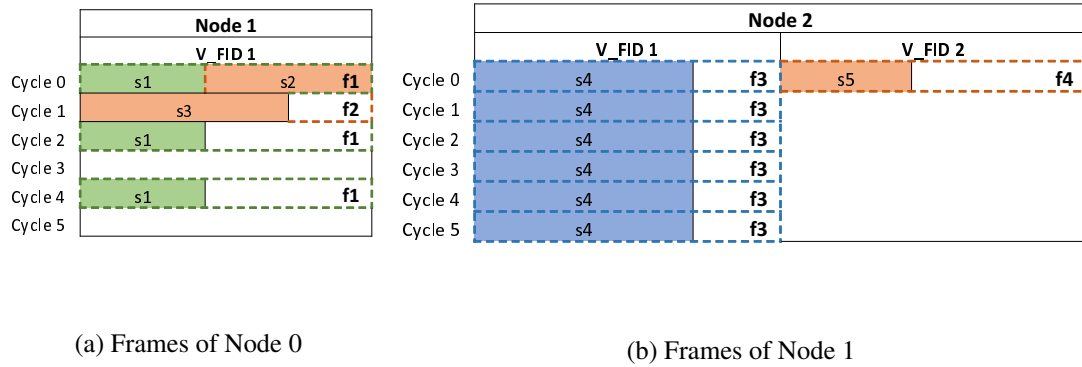 Node 1
V_FID 1
Cycle 0 s1 s2 f1
Cycle 1 s3 f2
Cycle 2 s1 f1
Cycle 3
Cycle 4 s1 f1
Cycle 5
(a) Frames of Node 0
Node 2
V_FID 1 V_FID 2
Cycle 0 s4 f3 s5 f4
Cycle 1 s4 f3
Cycle 2 s4 f3
Cycle 3 s4 f3
Cycle 4 s4 f3
Cycle 5 s4 f3
(b) Frames of Node 1